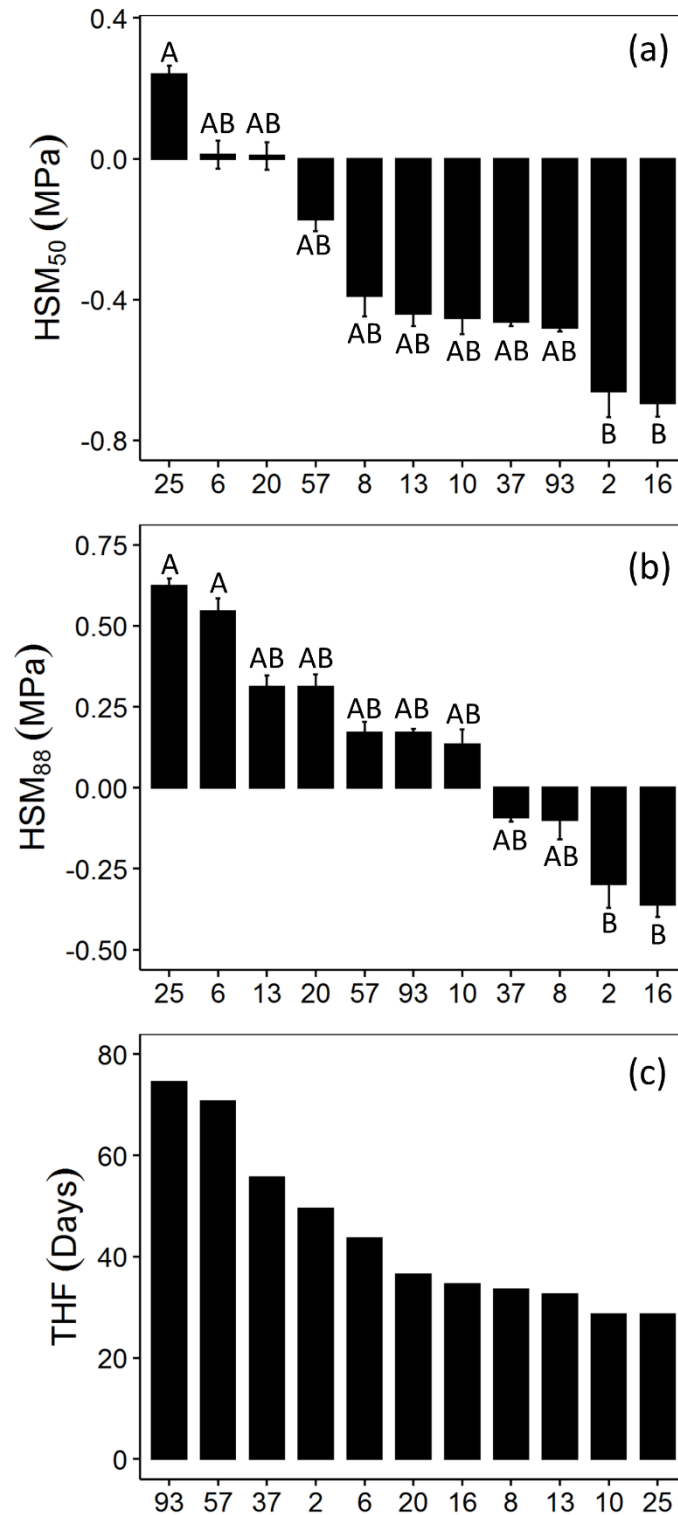 (a)
HSM50 (MPa)
0.4
0.0
-0.4
-0.8
A
AB
AB
AB
AB
AB
AB
AB
AB
B
B
25 6 20 57 8 13 10 37 93 2 16
(b)
HSM88 (MPa)
0.75
0.50
0.25
0.00
-0.25
-0.50
A
A
AB
AB
AB
AB
AB
AB
AB
B
B
25 6 13 20 57 93 10 37 8 2 16
(c)
THF (Days)
80
60
40
20
0
93 57 37 2 6 20 16 8 13 10 25